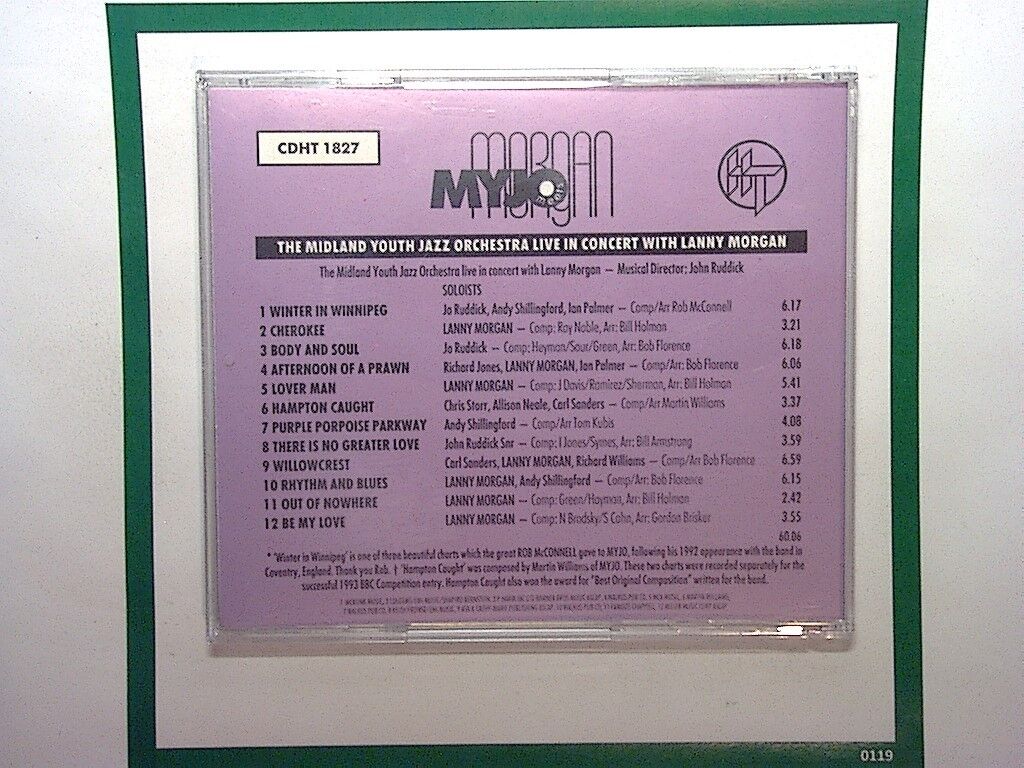 CDHT 1827
MORGAN
MYJO
meets
morgan
HT
THE MIDLAND YOUTH JAZZ ORCHESTRA LIVE IN CONCERT WITH LANNY MORGAN
The Midland Youth Jazz Orchestra live in concert with Lanny Morgan – Musical Director: John Ruddick
SOLOISTS
1 WINTER IN WINNIPEG Jo Ruddick, Andy Shillingford, Ian Palmer – Comp/Arr Rob McConnell 6.17
2 CHEROKEE LANNY MORGAN – Comp: Ray Noble, Arr: Bill Holman 3.21
3 BODY AND SOUL Jo Ruddick – Comp: Heyman/Sour/Green, Arr: Bob Florence 6.18
4 AFTERNOON OF A PRAWN Richard Jones, LANNY MORGAN, Ian Palmer – Comp/Arr: Bob Florence 6.06
5 LOVER MAN LANNY MORGAN – Comp: J Davis/Ramirez/Sherman, Arr: Bill Holman 5.41
6 HAMPTON CAUGHT Chris Storr, Allison Neale, Carl Sanders – Comp/Arr Martin Williams 3.37
7 PURPLE PORPOISE PARKWAY Andy Shillingford – Comp/Arr Tom Kubis 4.08
8 THERE IS NO GREATER LOVE John Ruddick Snr – Comp: I Jones/Symes, Arr: Bill Armstrong 3.59
9 WILLOWCREST Carl Sanders, LANNY MORGAN, Richard Williams – Comp/Arr Bob Florence 6.59
10 RHYTHM AND BLUES LANNY MORGAN, Andy Shillingford – Comp/Arr: Bob Florence 6.15
11 OUT OF NOWHERE LANNY MORGAN – Comp: Green/Hayman, Arr: Bill Holman 2.42
12 BE MY LOVE LANNY MORGAN – Comp: N Brodsky/S Cahn, Arr: Gordon Brisker 3.55
60.06
* 'Winter in Winnipeg' is one of three beautiful charts which the great ROB McCONNELL gave to MYJO, following his 1992 appearance with the band in
Coventry, England. Thank you Rob. † 'Hampton Caught' was composed by Martin Williams of MYJO. These two charts were recorded separately for the
successful 1993 BBC Competition entry. Hampton Caught also won the award for "Best Original Composition" written for the band.
0119